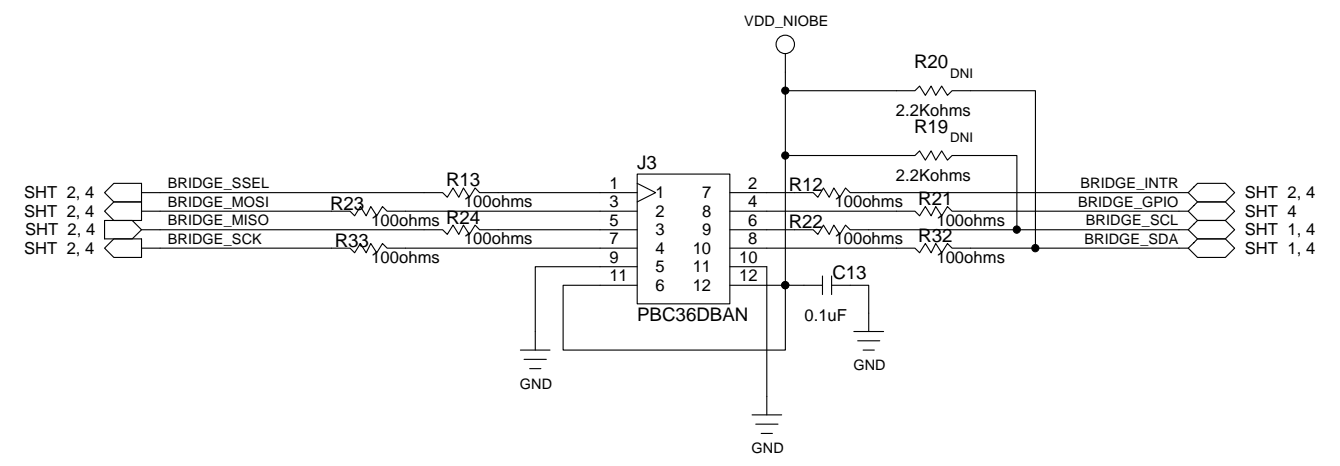 VDD_NIOBE
R20 DNI
2.2Kohms
R19 DNI
2.2Kohms
J3
SHT 2, 4 BRIDGE_SSEL R13 100ohms 1 1 7 2 R12 100ohms BRIDGE_INTR SHT 2, 4
SHT 2, 4 BRIDGE_MOSI R23 100ohms 3 2 8 4 R21 100ohms BRIDGE_GPIO SHT 4
SHT 2, 4 BRIDGE_MISO R24 100ohms 5 3 9 6 R22 100ohms BRIDGE_SCL SHT 1, 4
SHT 2, 4 BRIDGE_SCK R33 100ohms 7 4 10 8 R32 100ohms BRIDGE_SDA SHT 1, 4
9 5 11 10
11 6 12 12 C13
PBC36DBAN 0.1uF
GND
GND
GND